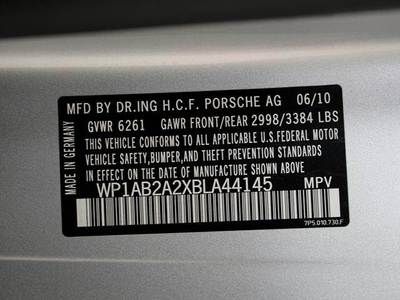 MFD BY DR.ING H.C.F. PORSCHE AG 06/10
GVWR 6261 GAWR FRONT/REAR 2998/3384 LBS
THIS VEHICLE CONFORMS TO ALL APPLICABLE U.S.FEDERAL MOTOR
VEHICLE SAFETY,BUMPER,AND THEFT PREVENTION STANDARDS
IN EFFECT ON THE DATE OF MANUFACTURE SHOWN ABOVE
WP1AB2A2XBLA44145 MPV
7P5.010.730.F
MADE IN GERMANY